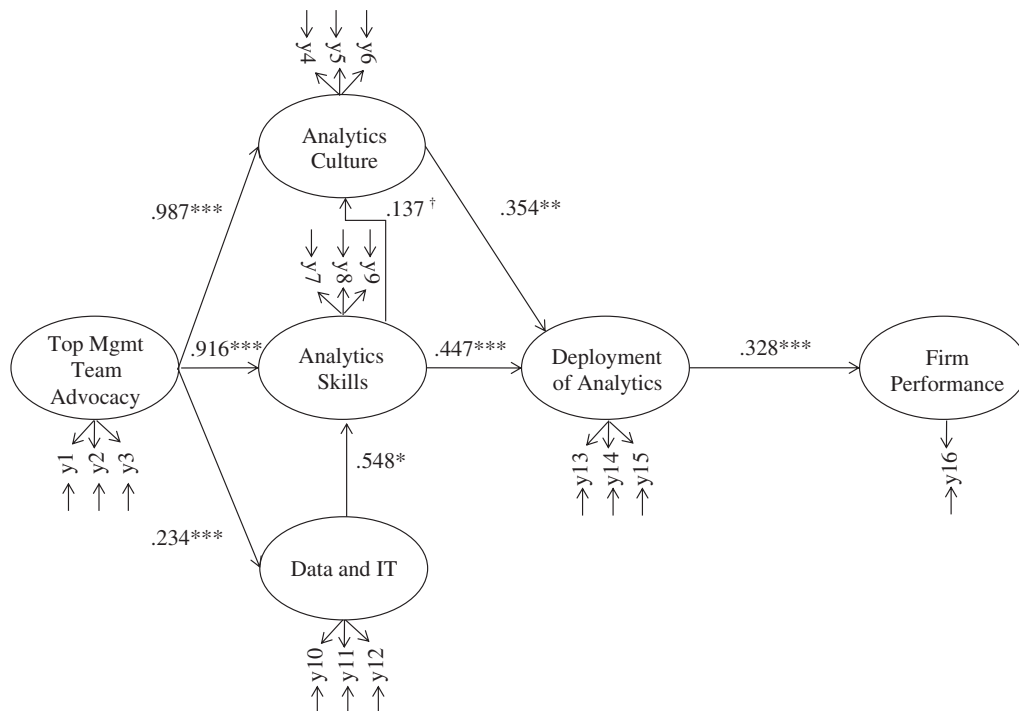 y4
y5
y6
Analytics
Culture
.987***
.137 †
.354**
y7
y8
y9
Top Mgmt
Team
Advocacy
.916***
Analytics
Skills
.447***
Deployment
of Analytics
.328***
Firm
Performance
y1
y2
y3
.548*
y13
y14
y15
y16
.234***
Data and IT
y10
y11
y12